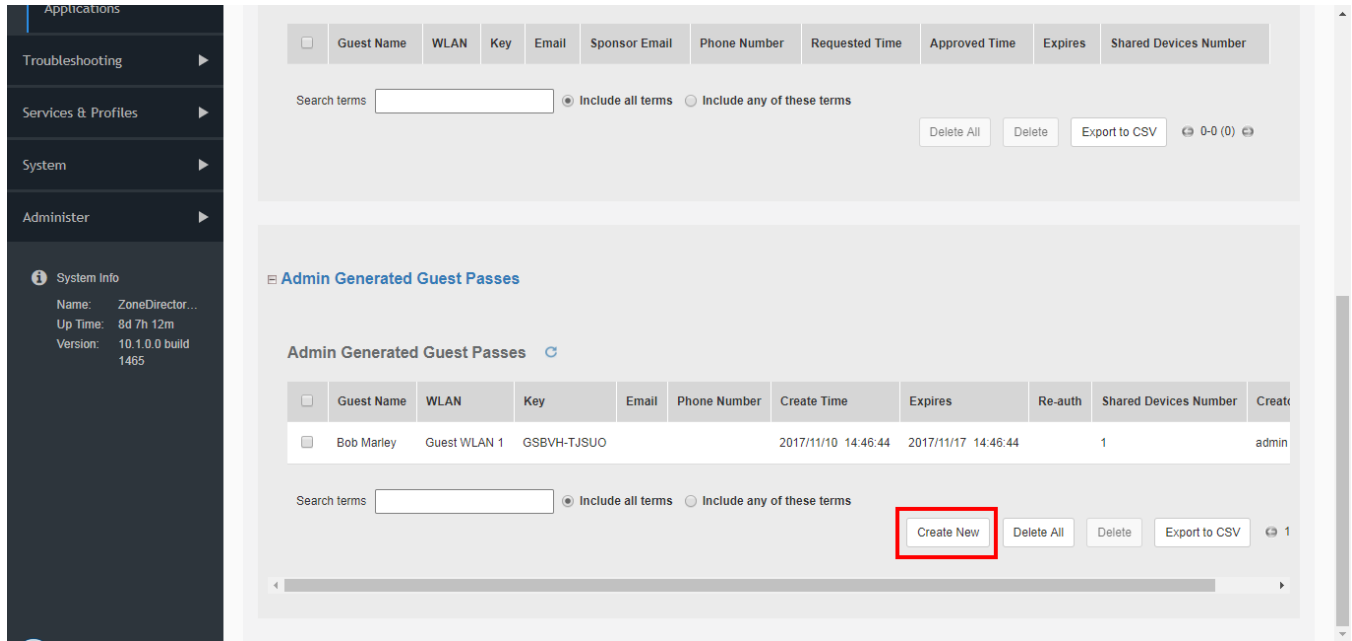 Applications
Troubleshooting
Services & Profiles
System
Administer
System Info
Name: ZoneDirector...
Up Time: 8d 7h 12m
Version: 10.1.0.0 build
1465
Guest Name WLAN Key Email Sponsor Email Phone Number Requested Time Approved Time Expires Shared Devices Number
Search terms Include all terms Include any of these terms
Delete All Delete Export to CSV 0-0 (0)
Admin Generated Guest Passes
Admin Generated Guest Passes
Guest Name WLAN Key Email Phone Number Create Time Expires Re-auth Shared Devices Number Creato
Bob Marley Guest WLAN 1 GSBVH-TJSUO 2017/11/10 14:46:44 2017/11/17 14:46:44 1 admin
Search terms Include all terms Include any of these terms
Create New Delete All Delete Export to CSV 1